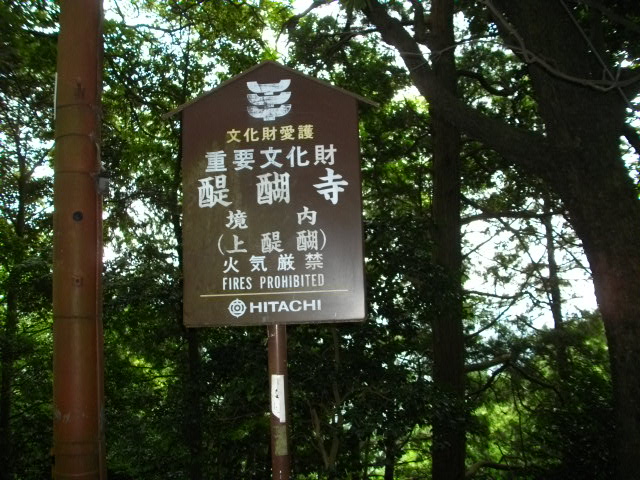 文化財愛護
重要文化財
醍醐寺
境内
(上醍醐)
火気厳禁
FIRES PROHIBITED
HITACHI